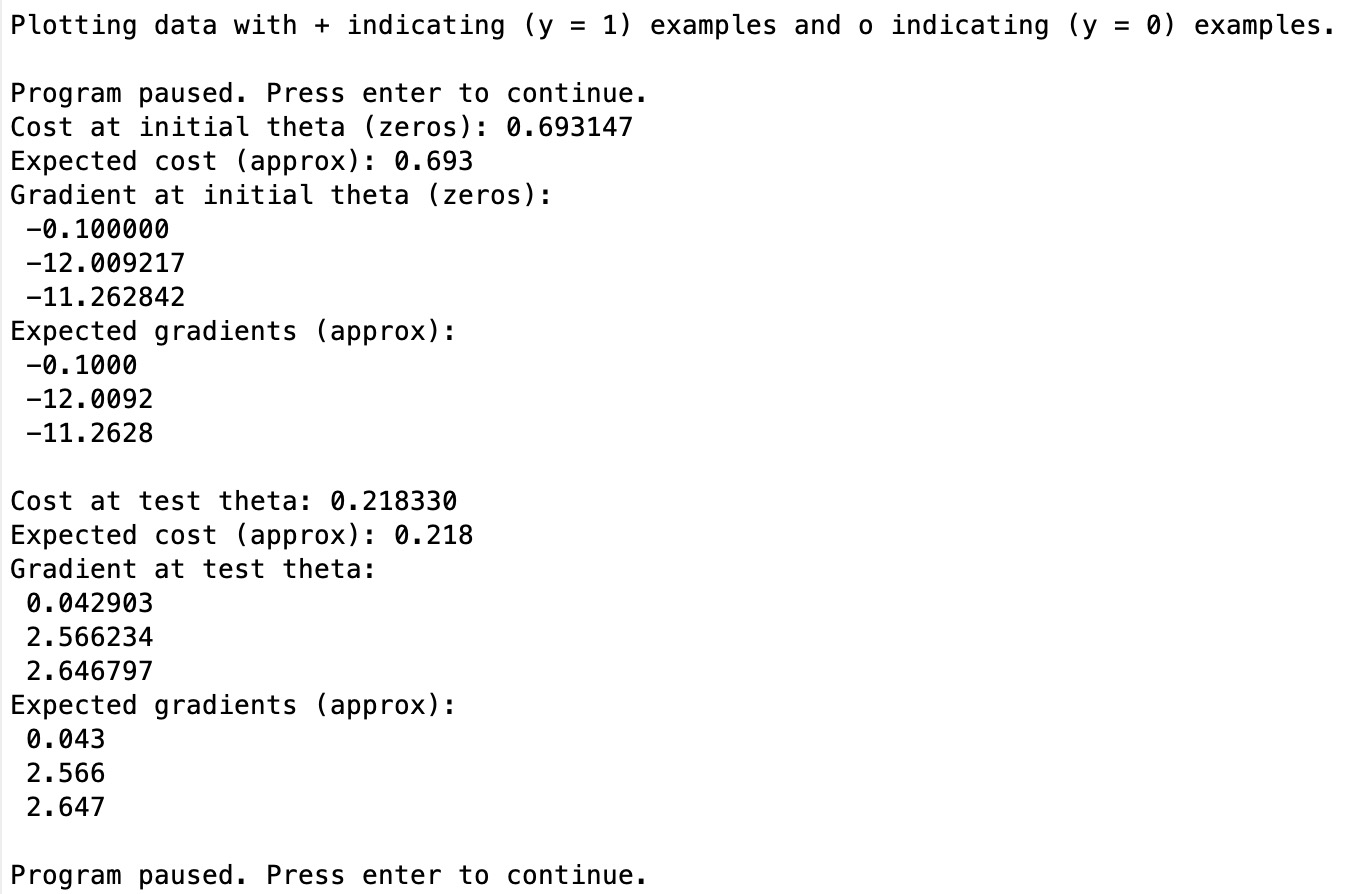 Plotting data with + indicating (y = 1) examples and o indicating (y = 0) examples.
Program paused. Press enter to continue.
Cost at initial theta (zeros): 0.693147
Expected cost (approx): 0.693
Gradient at initial theta (zeros):
-0.100000
-12.009217
-11.262842
Expected gradients (approx):
-0.1000
-12.0092
-11.2628
Cost at test theta: 0.218330
Expected cost (approx): 0.218
Gradient at test theta:
0.042903
2.566234
2.646797
Expected gradients (approx):
0.043
2.566
2.647
Program paused. Press enter to continue.